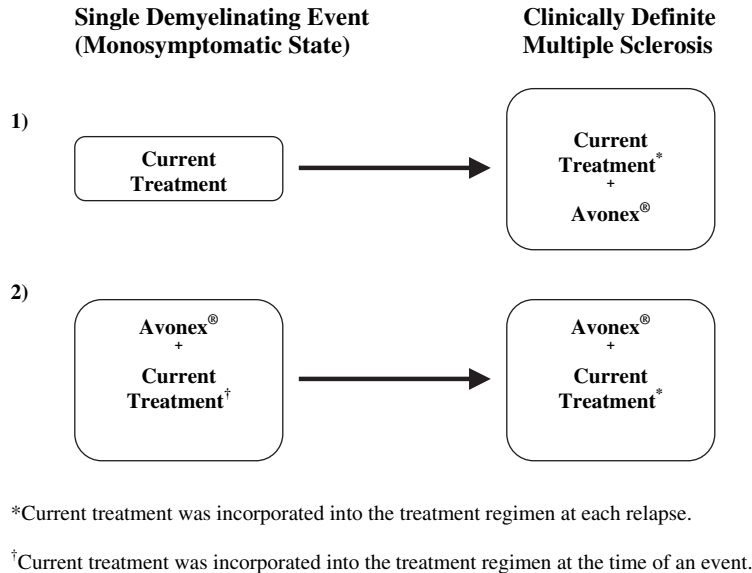 Single Demyelinating Event
(Monosymptomatic State)
Clinically Definite
Multiple Sclerosis
1)
Current
Treatment
Current
Treatment*
+
Avonex®
2)
Avonex®
+
Current
Treatment†
Avonex®
+
Current
Treatment*
*Current treatment was incorporated into the treatment regimen at each relapse.
†Current treatment was incorporated into the treatment regimen at the time of an event.